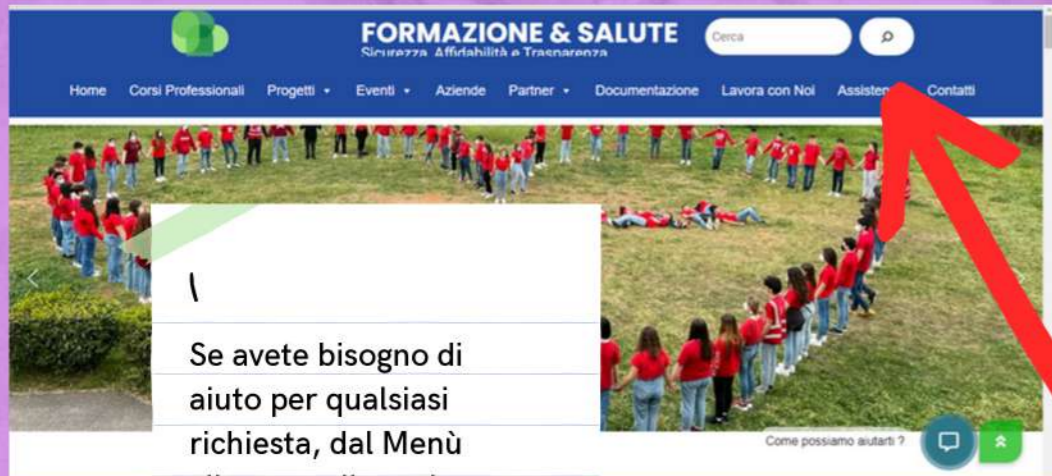 FORMAZIONE & SALUTE
Sicurezza, Affidabilità e Trasparenza
Cerca
Home Corsi Professionali Progetti Eventi Aziende Partner Documentazione Lavora con Noi Contatti
Se avete bisogno di
aiuto per qualsiasi
richiesta, dal Menù
Come possiamo aiutarti ?